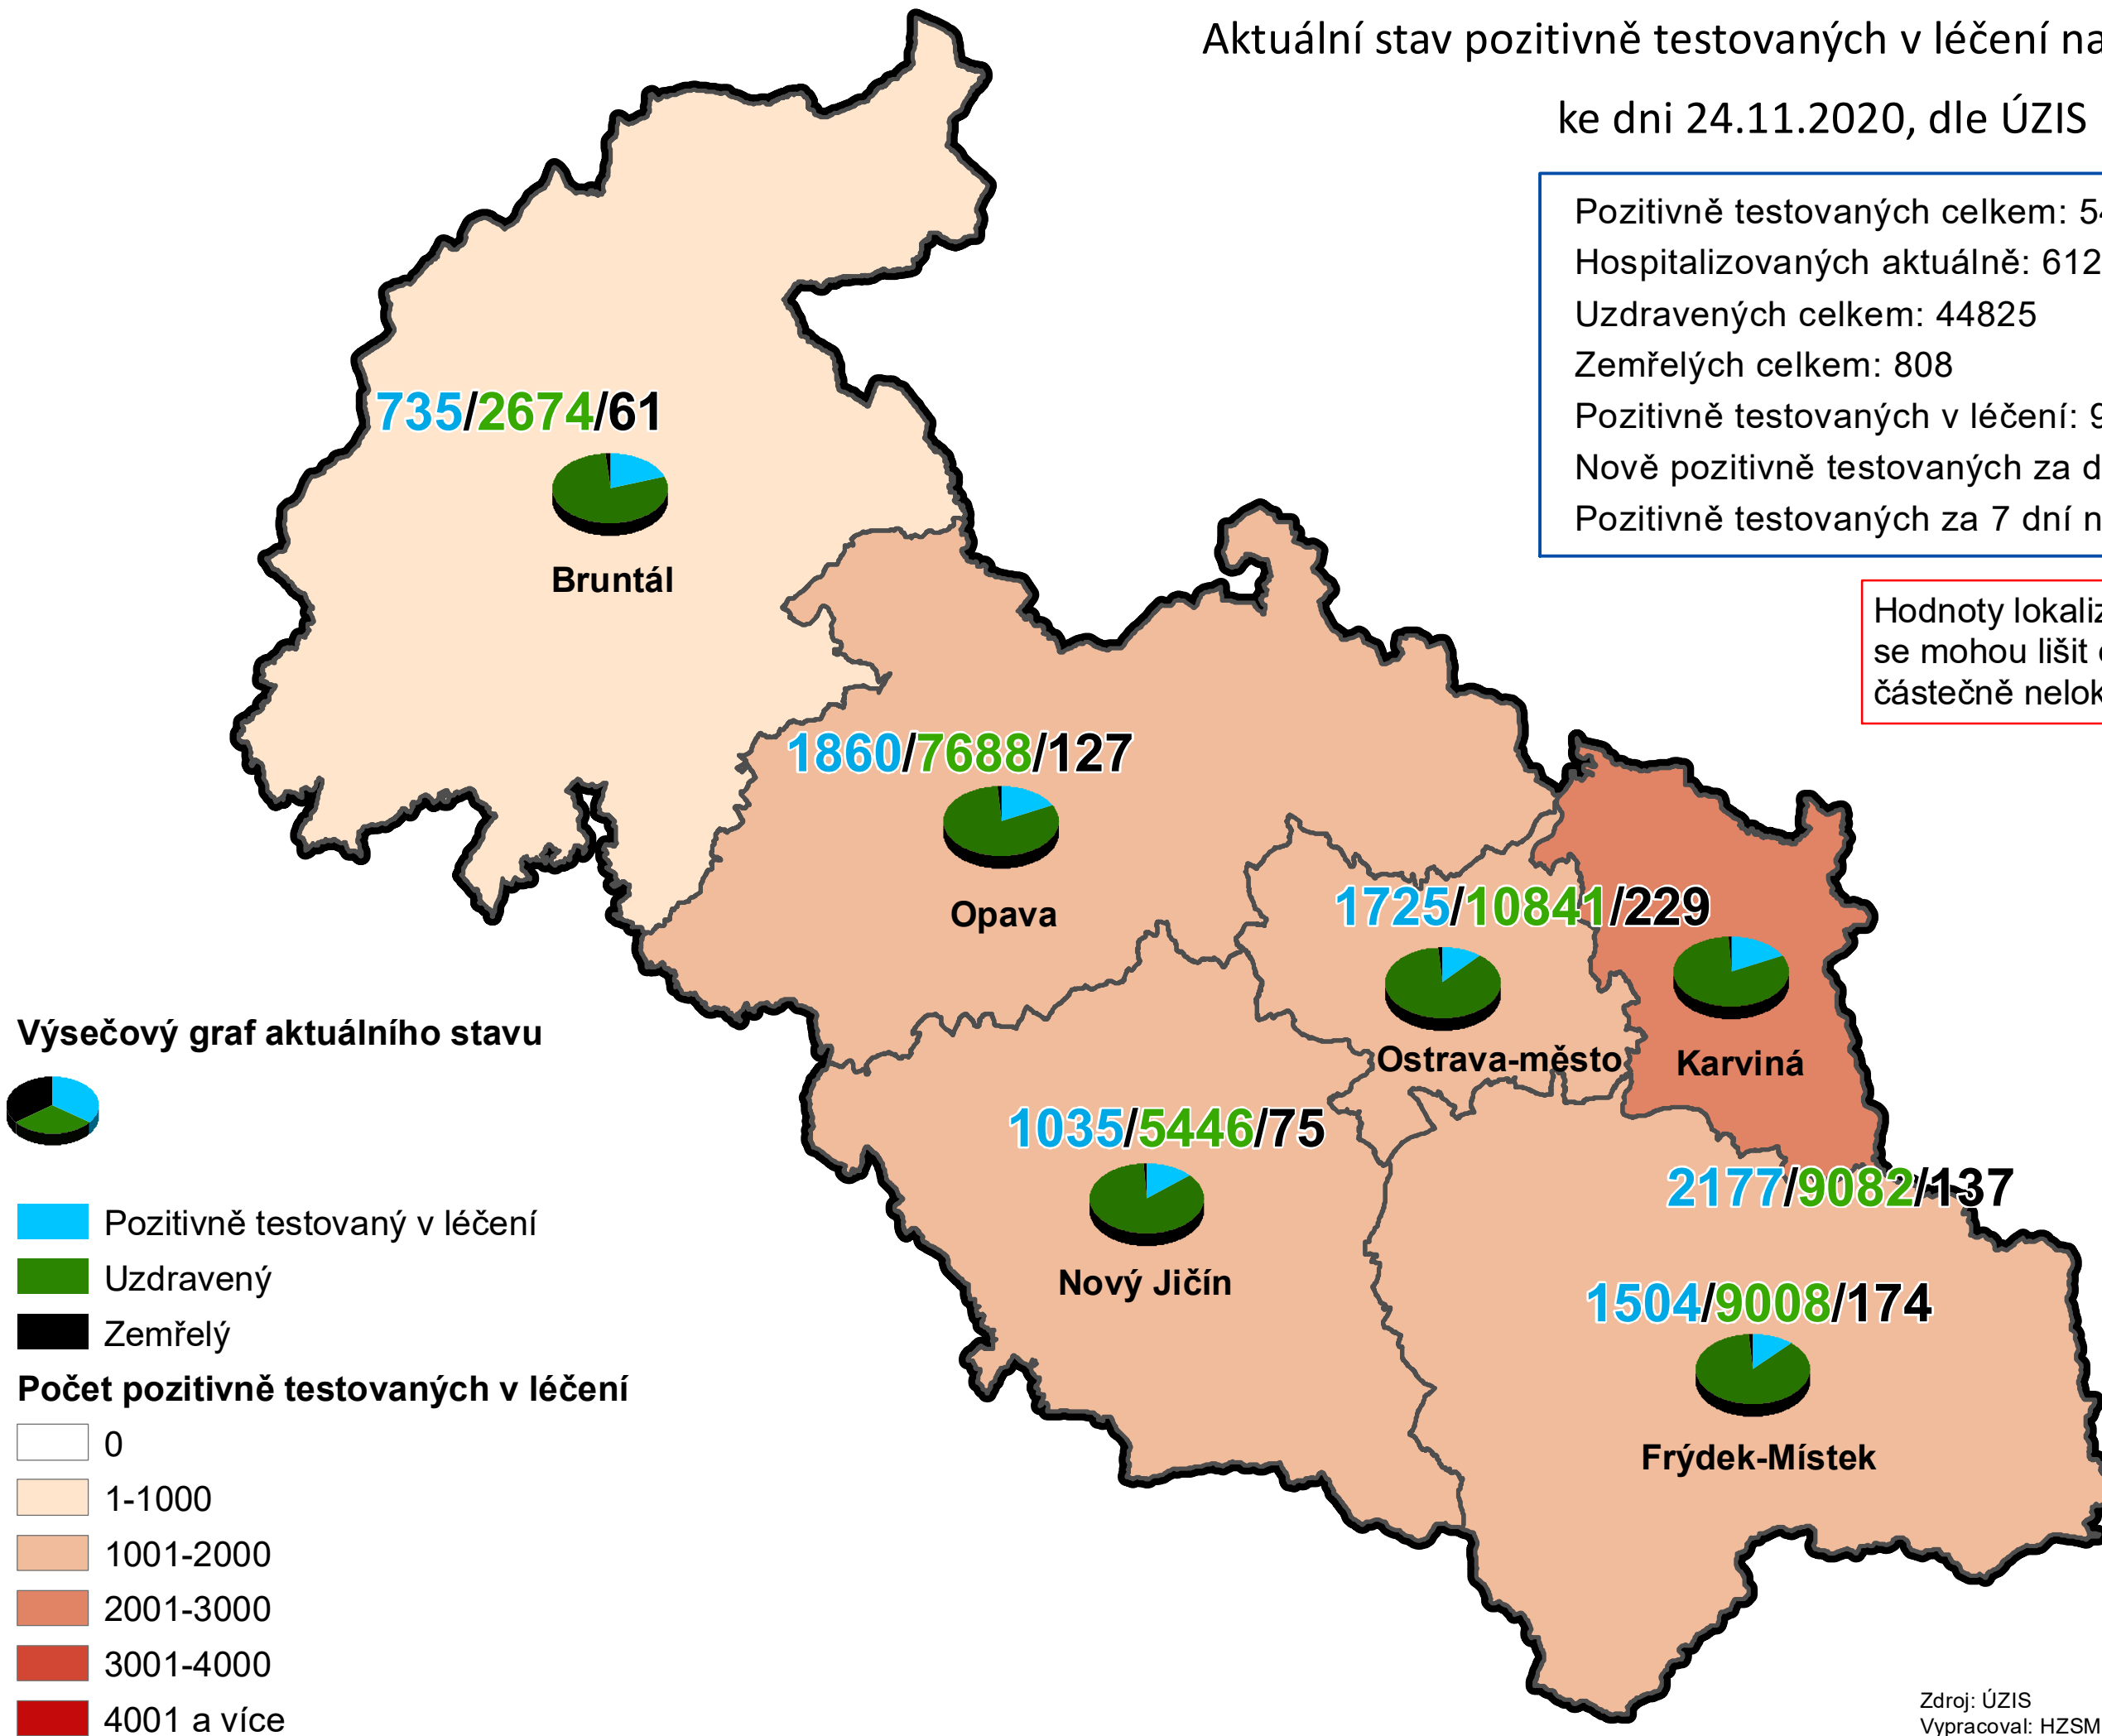 Aktuální stav pozitivně testovaných v léčení na
ke dni 24.11.2020, dle ÚZIS
Pozitivně testovaných celkem: 54
Hospitalizovaných aktuálně: 612
Uzdravených celkem: 44825
Zemřelých celkem: 808
Pozitivně testovaných v léčení: 9
Nově pozitivně testovaných za d
Pozitivně testovaných za 7 dní n
Hodnoty lokaliz
se mohou lišit
částečně nelok
735/2674/61
Bruntál
1860/7688/127
Opava
1725/10841/229
Ostrava-město
Karviná
1035/5446/75
Nový Jičín
2177/9082/137
1504/9008/174
Frýdek-Místek
Výsečový graf aktuálního stavu
Pozitivně testovaný v léčení
Uzdravený
Zemřelý
Počet pozitivně testovaných v léčení
0
1-1000
1001-2000
2001-3000
3001-4000
4001 a více
Zdroj: ÚZIS
Vypracoval: HZSM